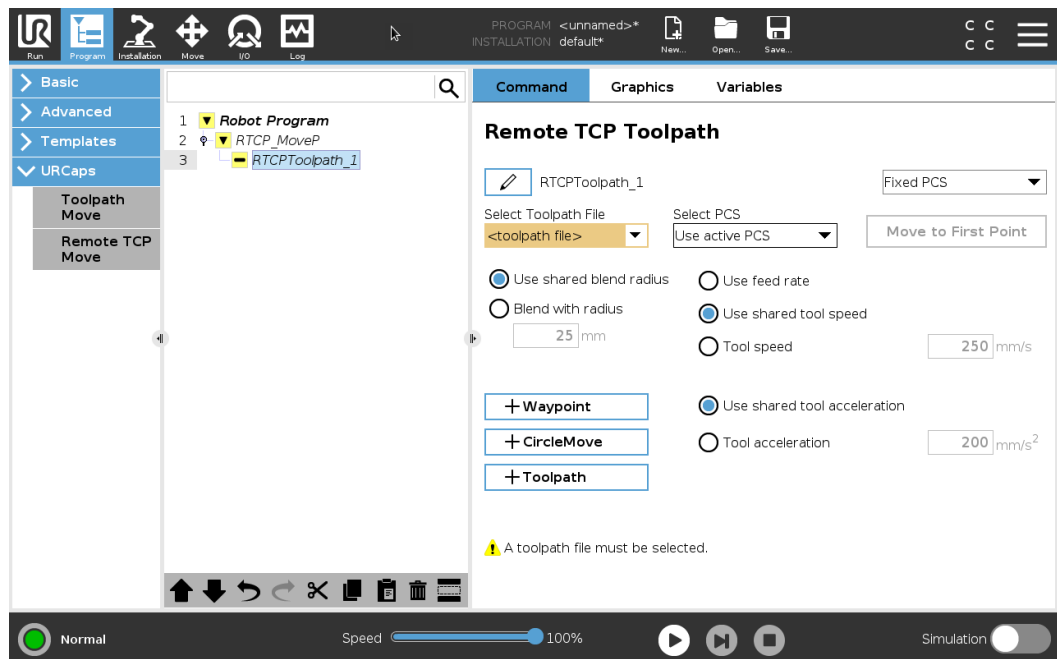 PROGRAM <unnamed>*
INSTALLATION default*
UR
Run
Program
Installation
Move
I/O
Log
New...
Open...
Save...
C C
C C
Basic
Advanced
Templates
URCaps
Toolpath
Move
Remote TCP
Move
1 Robot Program
2 RTCP_MoveP
3 RTCPToolpath_1
Command Graphics Variables
Remote TCP Toolpath
RTCPToolpath_1
Fixed PCS
Select Toolpath File
Select PCS
<toolpath file>
Use active PCS
Move to First Point
Use shared blend radius
Use feed rate
Blend with radius
Use shared tool speed
25 mm
Tool speed 250 mm/s
+ Waypoint
Use shared tool acceleration
+ CircleMove
Tool acceleration 200 mm/s²
+ Toolpath
A toolpath file must be selected.
Normal
Speed 100%
Simulation